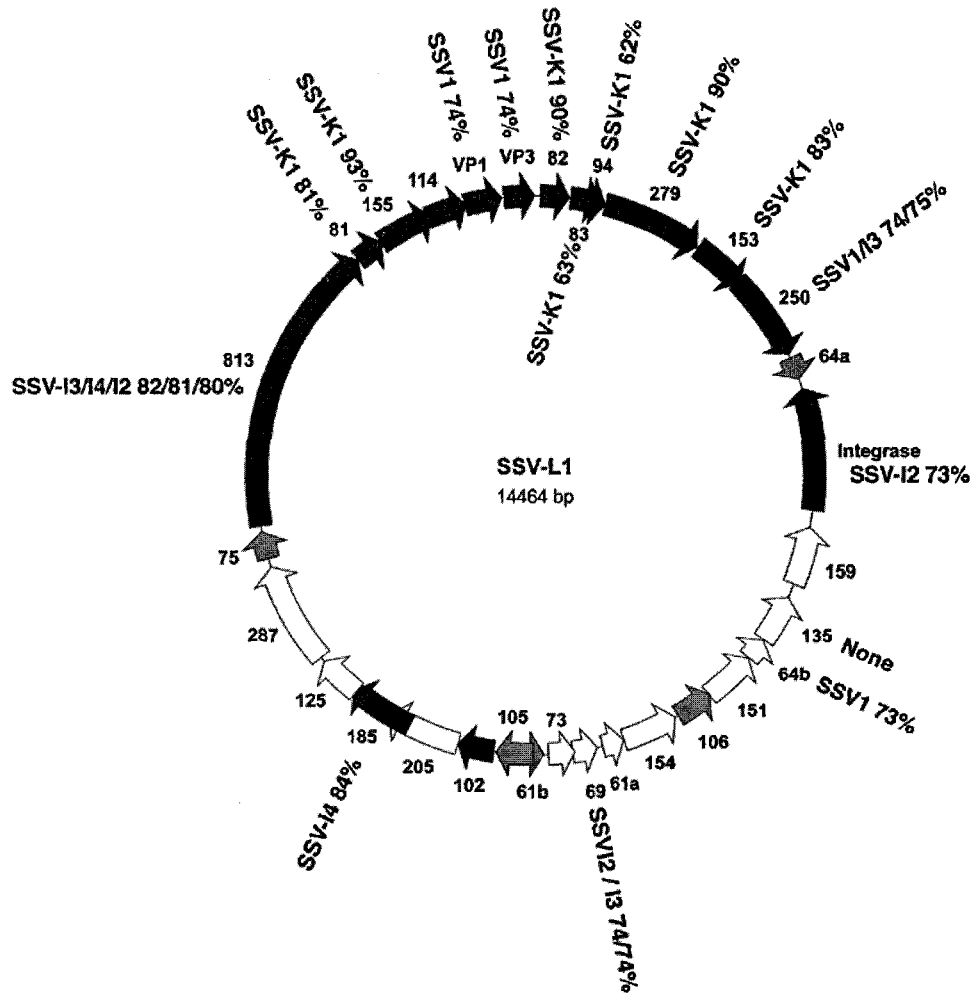 SSV-K1 81%
SSV-K1 93%
SSV1 74%
SSV1 74%
SSV-K1 90%
SSV-K1 62%
SSV-K1 90%
SSV-K1 83%
SSV1/I3 74/75%
81
155
114
VP1
VP3
82
94
83
SSV-K1 63%
279
153
250
64a
Integrase
SSV-I2 73%
159
135
None
64b
SSV1 73%
151
106
154
61a
69
SSVI2 / I3 74/74%
73
105
61b
102
205
185
SSV-I4 84%
125
287
75
813
SSV-I3/I4/I2 82/81/80%
SSV-L1
14464 bp